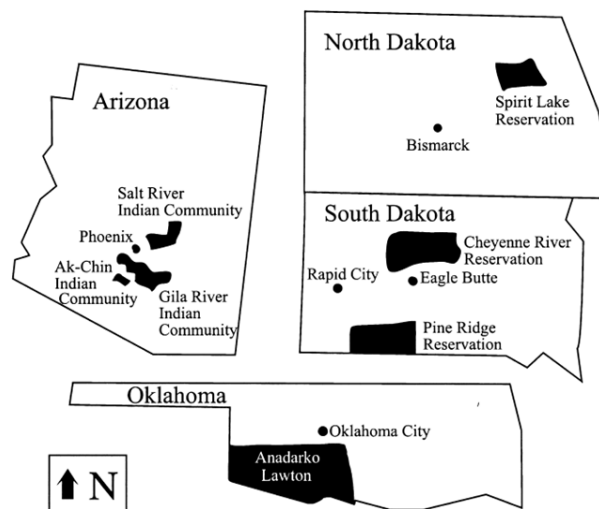 North Dakota
Spirit Lake
Reservation
Bismarck
Arizona
Salt River
Indian Community
Phoenix
Ak-Chin
Indian
Community
Gila River
Indian
Community
South Dakota
Cheyenne River
Reservation
Rapid City
Eagle Butte
Pine Ridge
Reservation
Oklahoma
Oklahoma City
Anadarko
Lawton
N